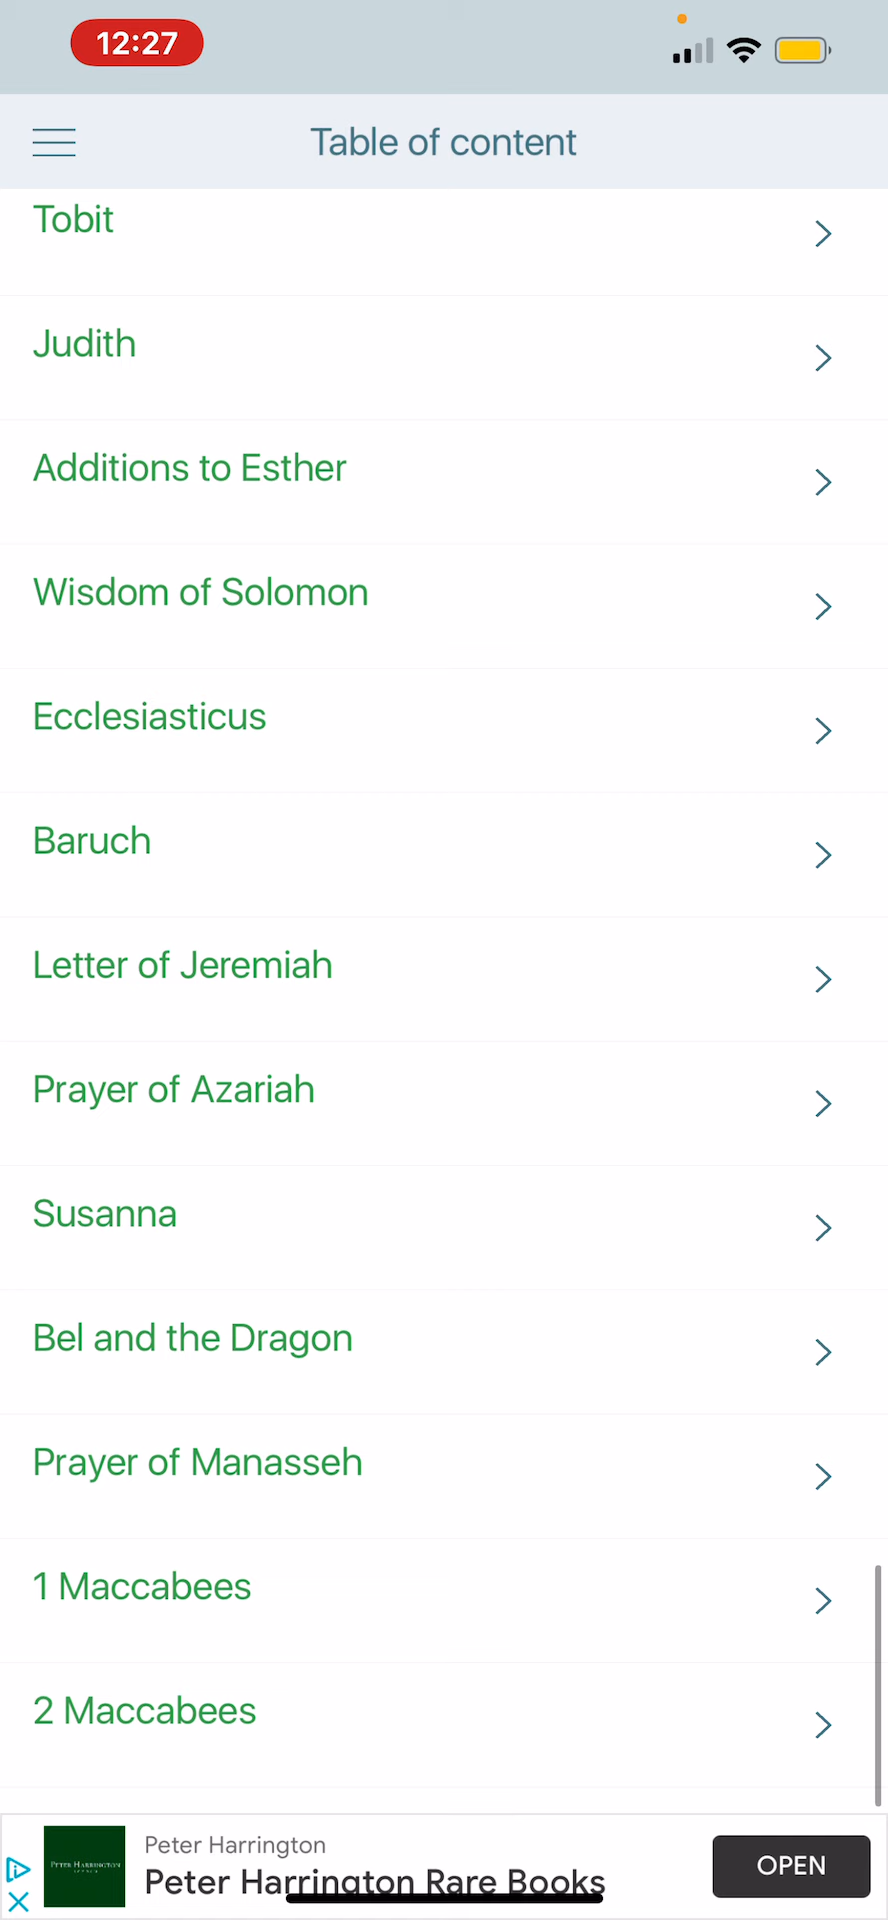 12:27
Table of content
Tobit
Judith
Additions to Esther
Wisdom of Solomon
Ecclesiasticus
Baruch
Letter of Jeremiah
Prayer of Azariah
Susanna
Bel and the Dragon
Prayer of Manasseh
1 Maccabees
2 Maccabees
Peter Harrington
PETER HARRINGTON
Peter Harrington Rare Books
OPEN